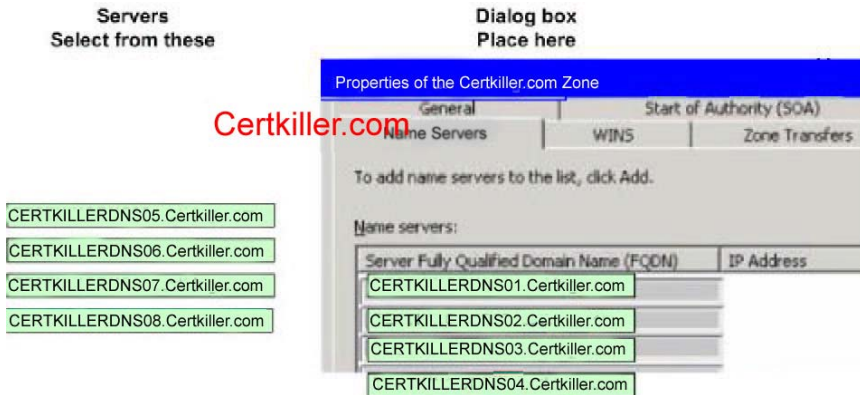 Servers
Select from these
Dialog box
Place here
Properties of the Certkiller.com Zone
General
Start of Authority (SOA)
Certkiller.com
Name Servers
WINS
Zone Transfers
To add name servers to the list, click Add.
CERTKILLERDNS05.Certkiller.com
CERTKILLERDNS06.Certkiller.com
CERTKILLERDNS07.Certkiller.com
CERTKILLERDNS08.Certkiller.com
Name servers:
Server Fully Qualified Domain Name (FQDN)
IP Address
CERTKILLERDNS01.Certkiller.com
CERTKILLERDNS02.Certkiller.com
CERTKILLERDNS03.Certkiller.com
CERTKILLERDNS04.Certkiller.com